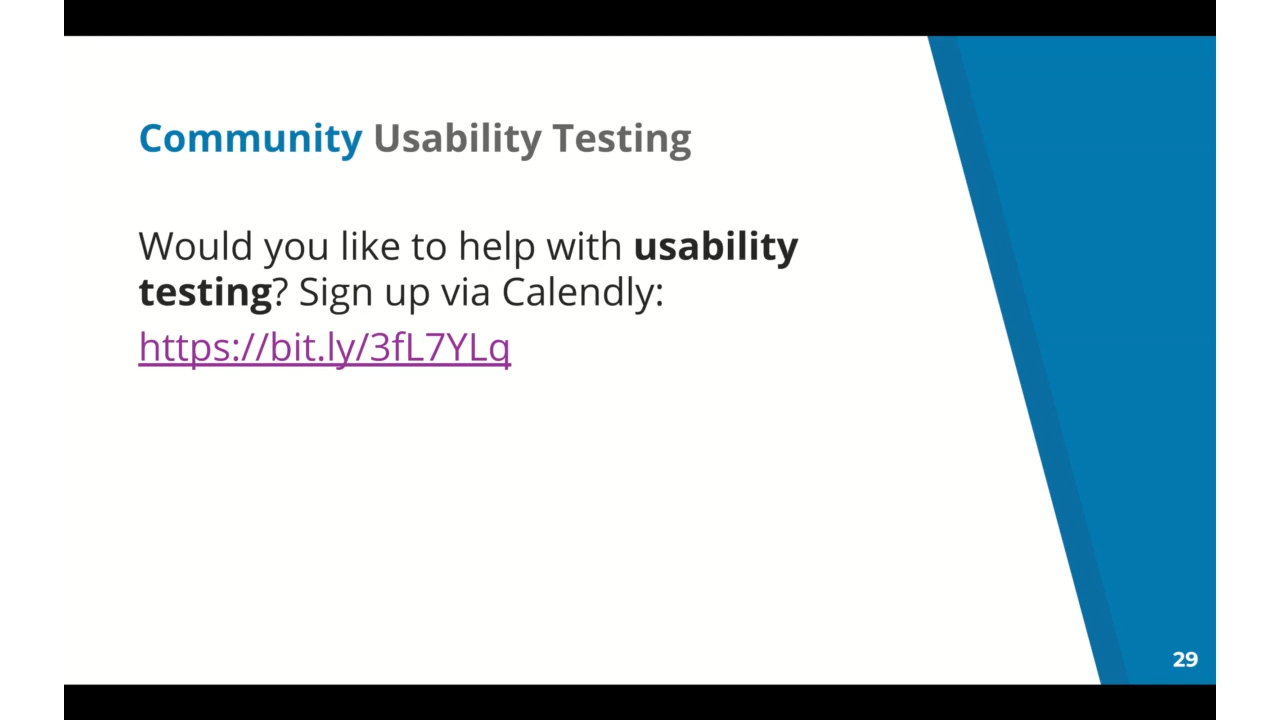 Community Usability Testing
Would you like to help with usability
testing? Sign up via Calendly:
https://bit.ly/3fL7YLq
29